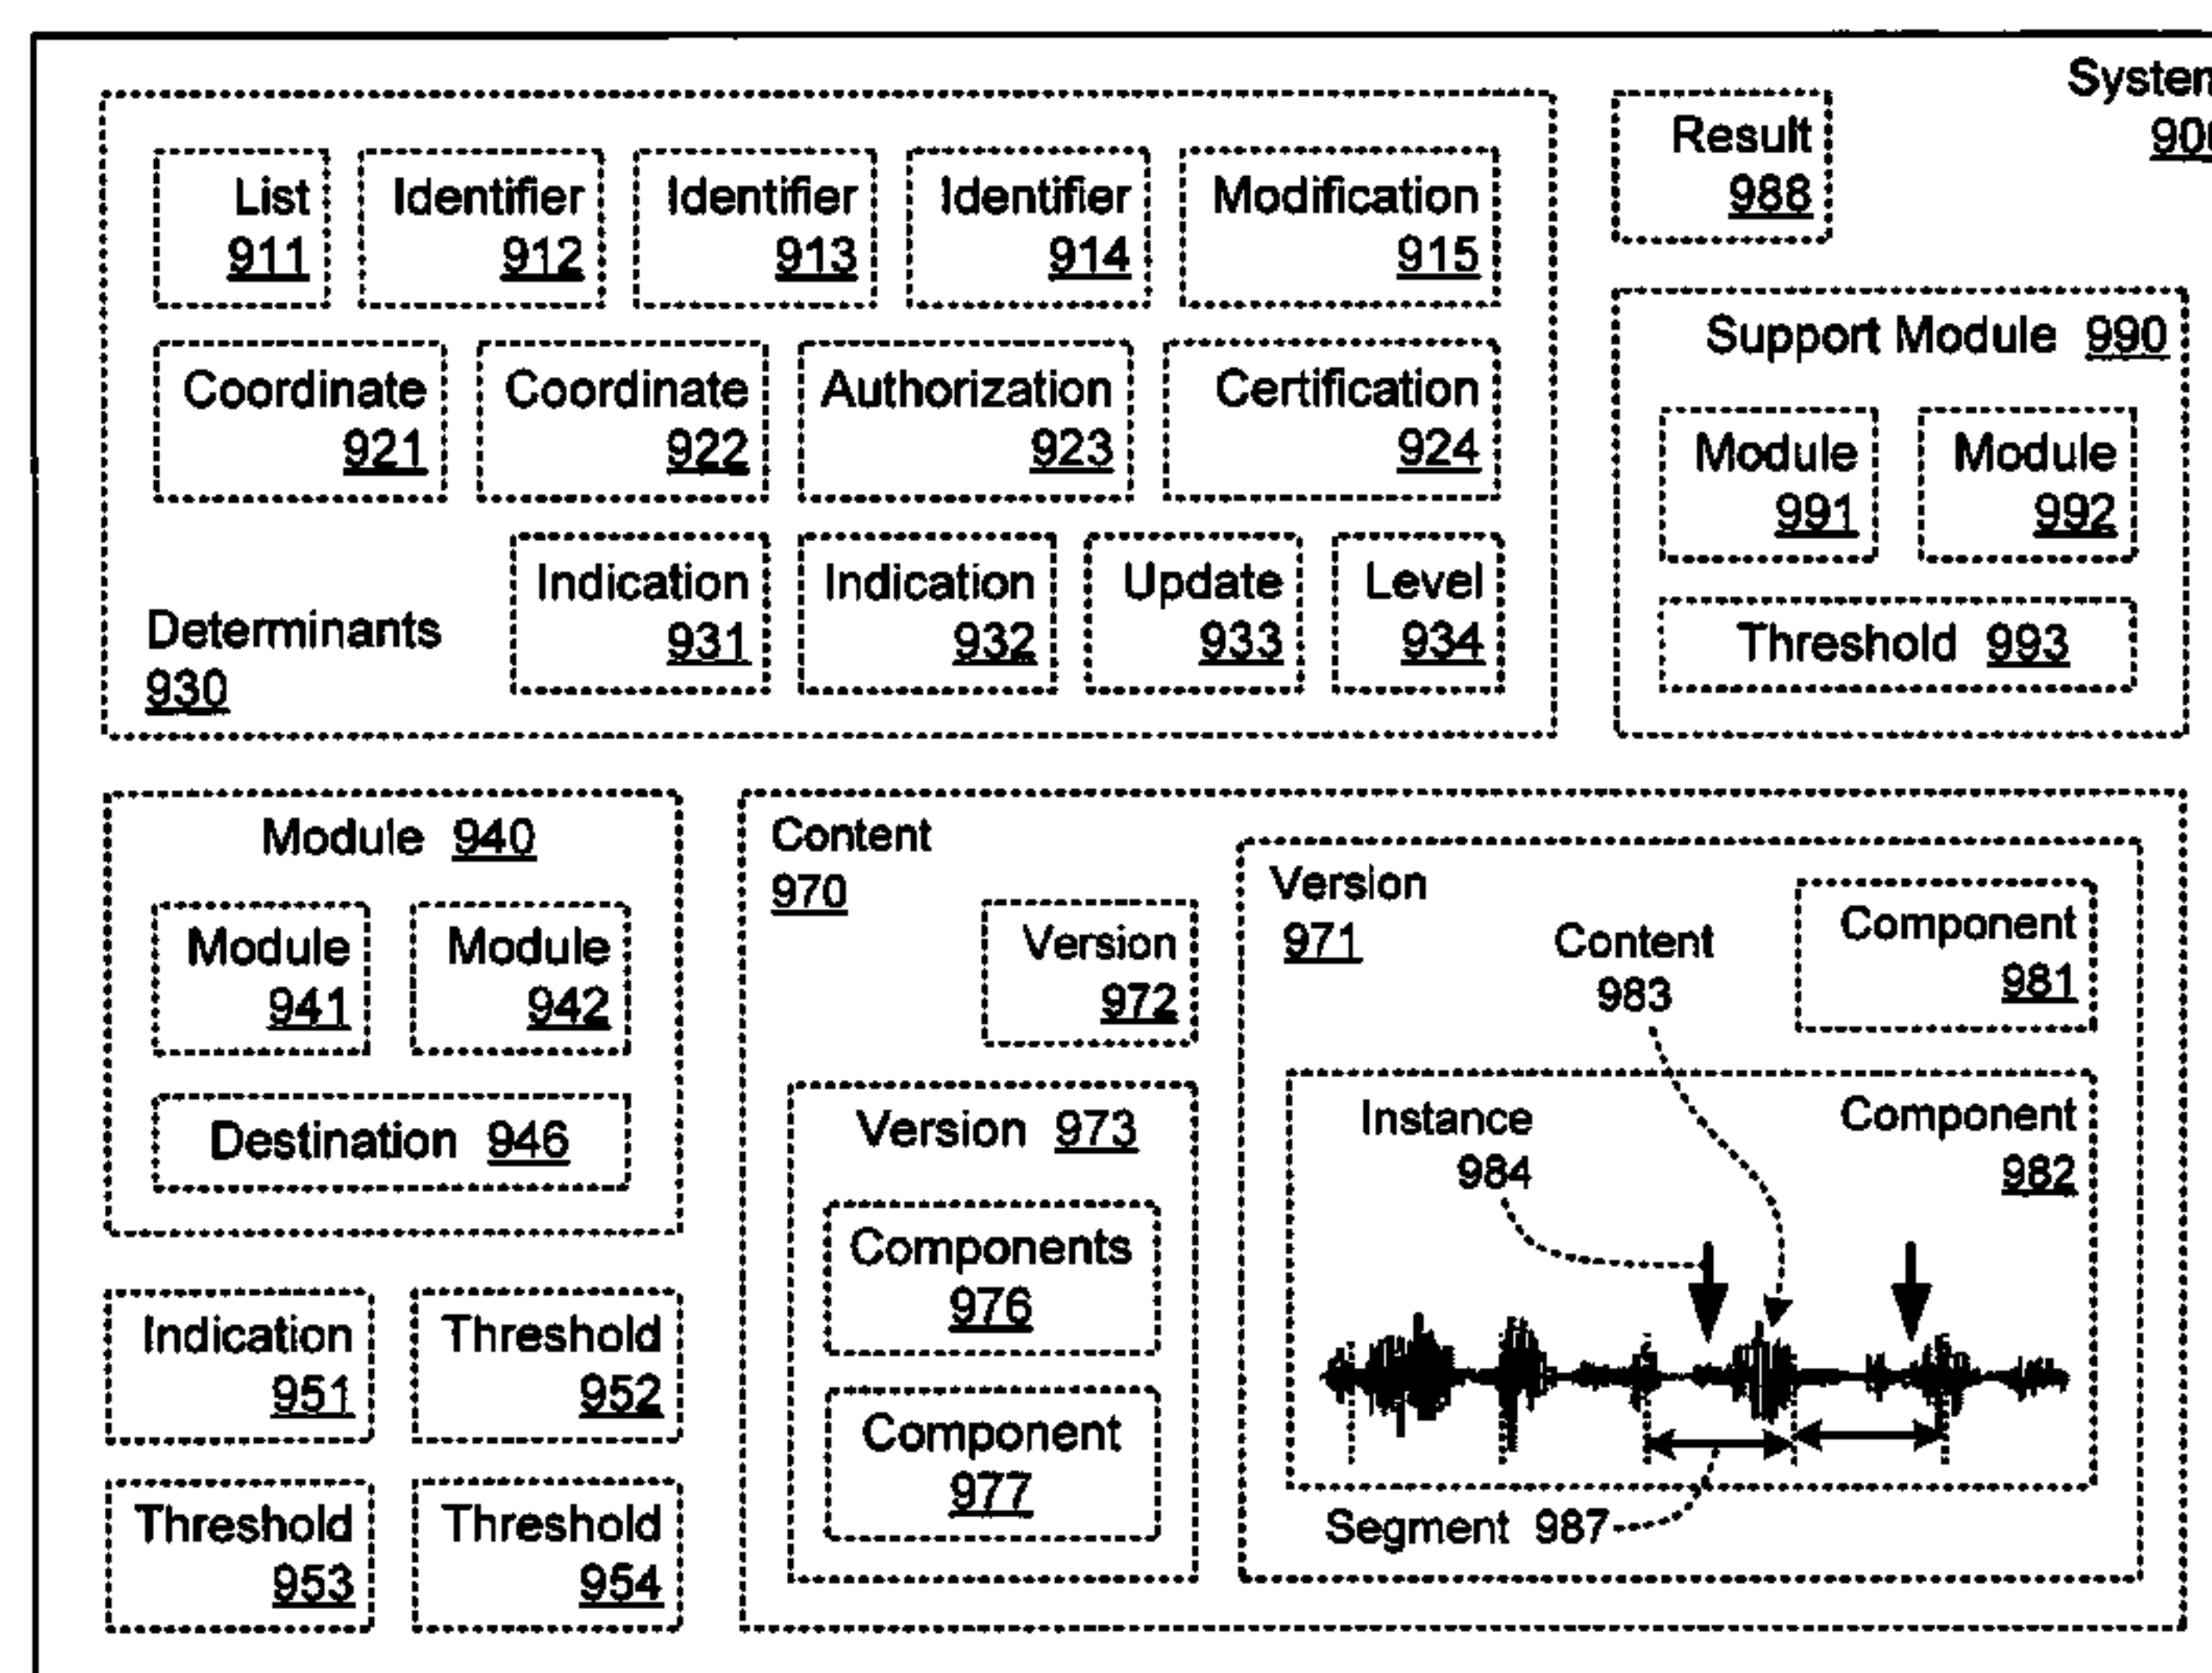 System
900
Result
988
List
911
Identifier
912
Identifier
913
Identifier
914
Modification
915
Coordinate
921
Coordinate
922
Authorization
923
Certification
924
Indication
931
Indication
932
Update
933
Level
934
Determinants
930
Support Module 990
Module
991
Module
992
Threshold 993
Module 940
Module
941
Module
942
Destination 946
Indication
951
Threshold
952
Threshold
953
Threshold
954
Content
970
Version
972
Version 973
Components
976
Component
977
Version
971
Content
983
Component
981
Instance
984
Component
982
Segment 987